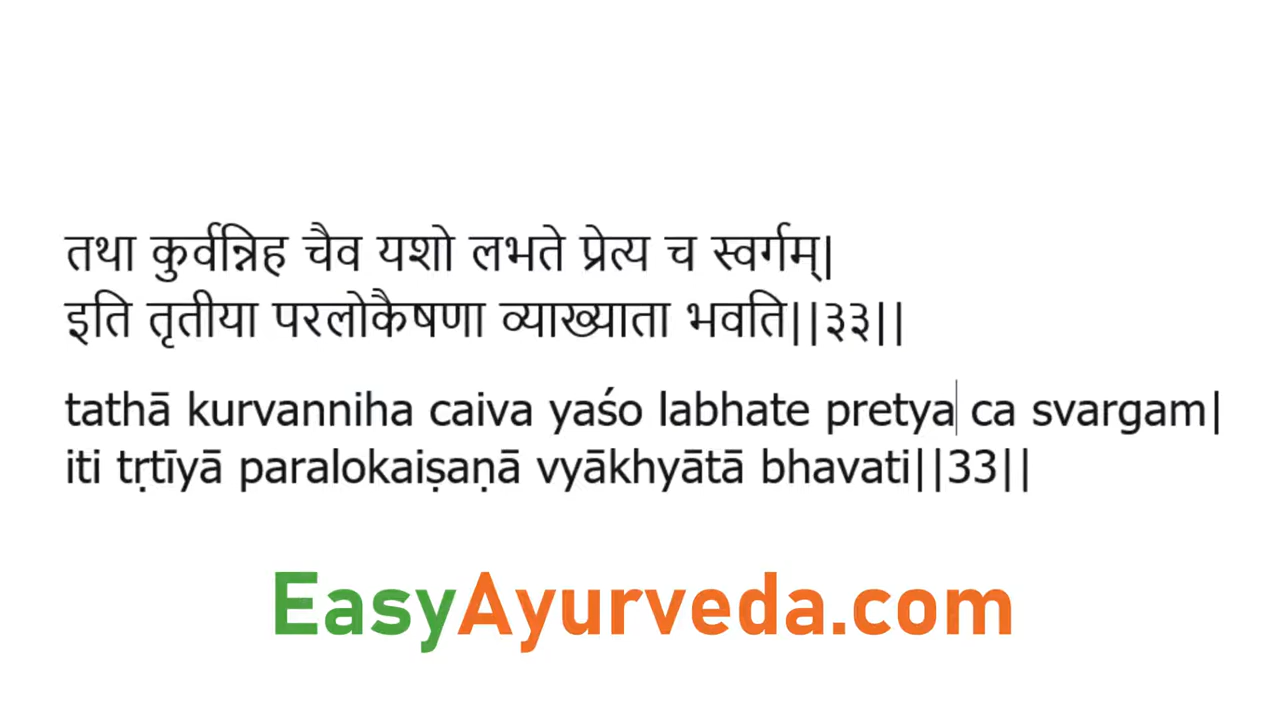 तथा कुर्वन्निह चैव यशो लभते प्रेत्य च स्वर्गम्|
इति तृतीया परलोकैषणा व्याख्याता भवति||३३||
tathā kurvanniha caiva yaśo labhate pretya ca svargam|
iti tṛtīyā paralokaiṣaṇā vyākhyātā bhavati||33||
EasyAyurveda.com